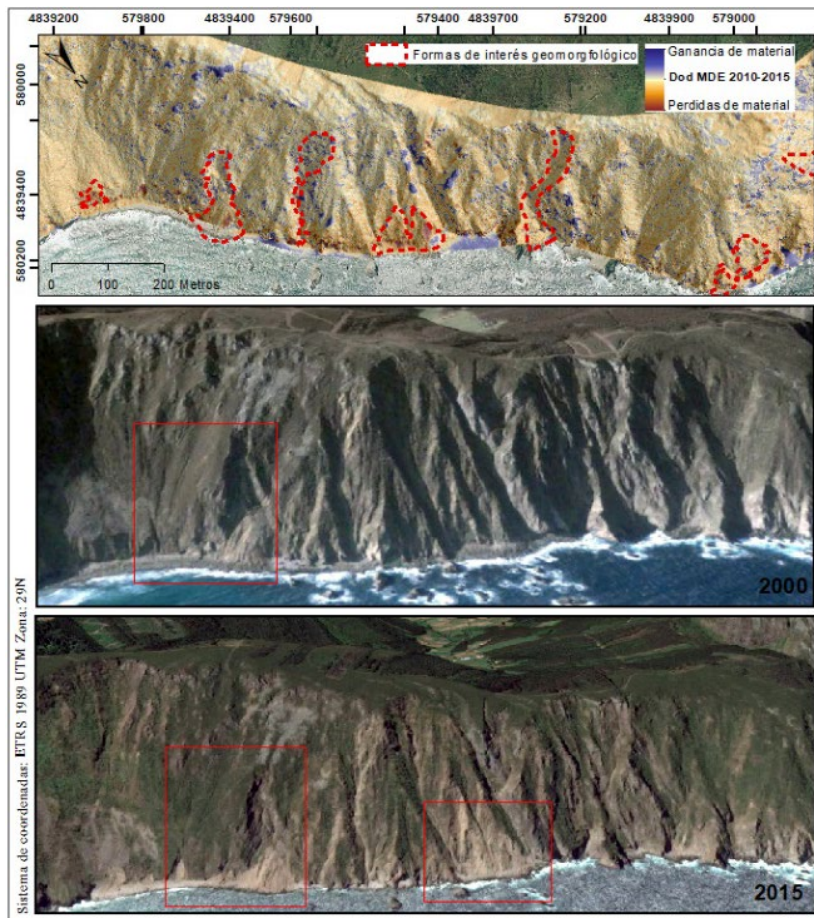 4839200 579800 4839400 579600 579400 4839700 579200 4839900 579000
Formas de interés geomorgfológico
Ganancia de material
Dod MDE 2010-2015
Perdidas de material
N
580000
4839400
580200
0 100 200 Metros
2000
Sistema de coordenadas: ETRS 1989 UTM Zona: 29N
2015